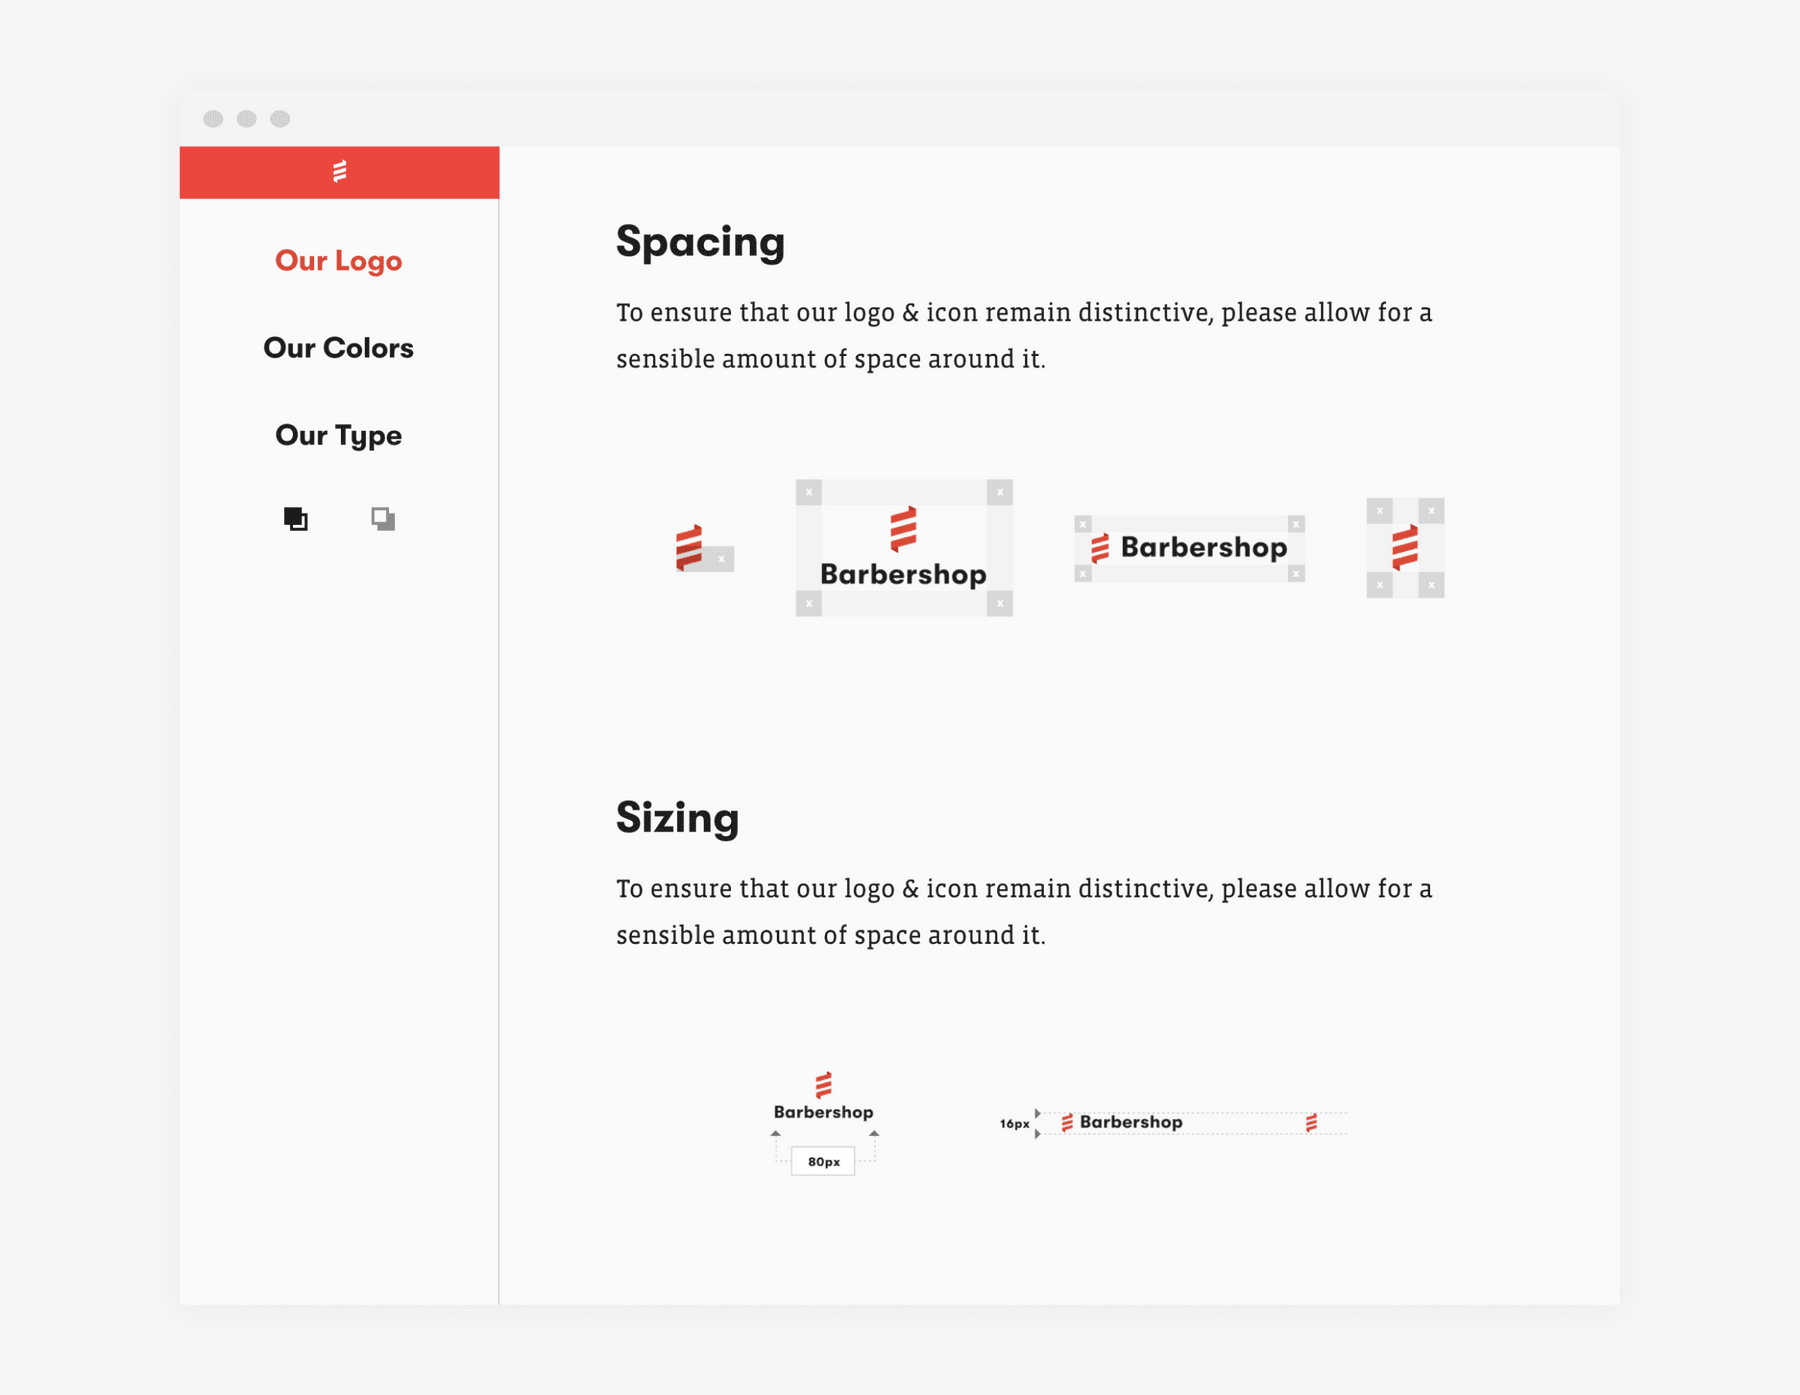 Our Logo
Our Colors
Our Type
Spacing
To ensure that our logo & icon remain distinctive, please allow for a
sensible amount of space around it.
x
x x
Barbershop
x x
x x
Barbershop
x x
x x
x x
Sizing
To ensure that our logo & icon remain distinctive, please allow for a
sensible amount of space around it.
Barbershop
80px
16px
Barbershop